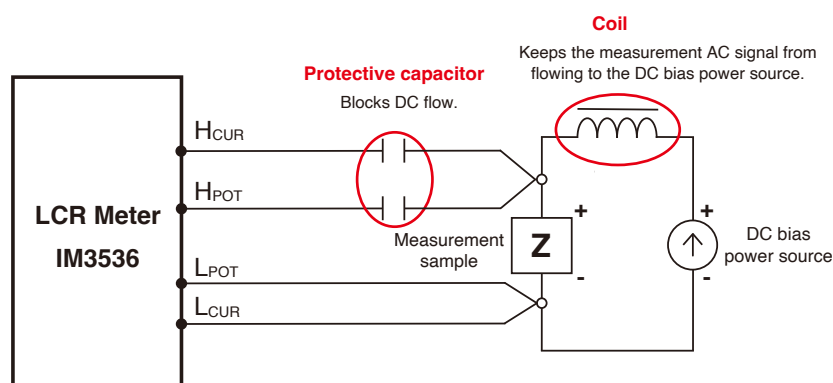 Coil
Keeps the measurement AC signal from
flowing to the DC bias power source.
Protective capacitor
Blocks DC flow.
HCUR
HPOT
LCR Meter
IM3536
LPOT
LCUR
Measurement
sample
+
Z
-
+
-
DC bias
power source